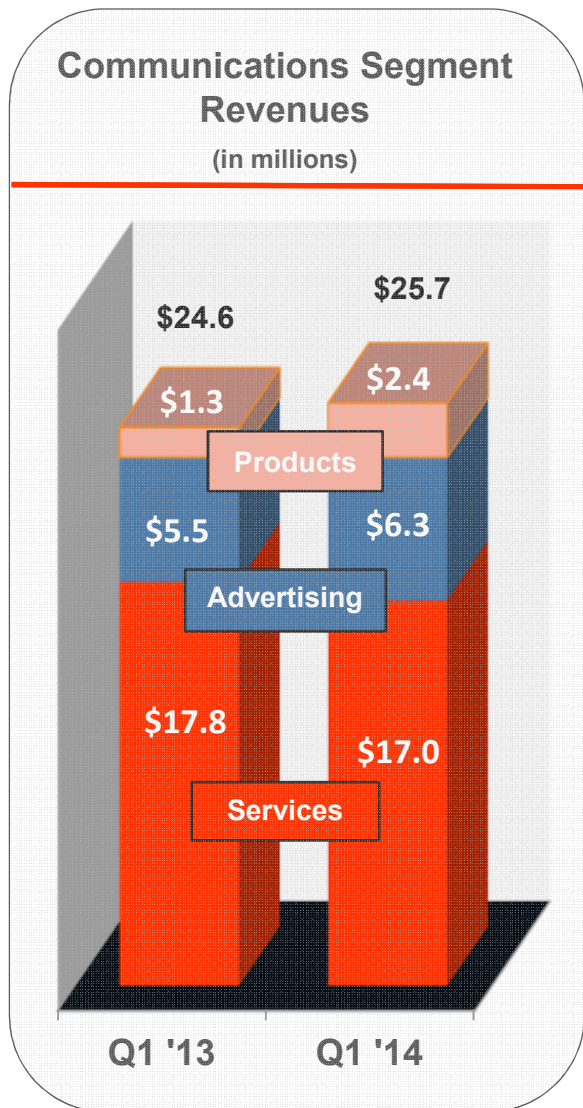 Communications Segment
Revenues
(in millions)
$24.6
$25.7
$1.3
$2.4
Products
$5.5
$6.3
Advertising
$17.8
$17.0
Services
Q1 '13
Q1 '14